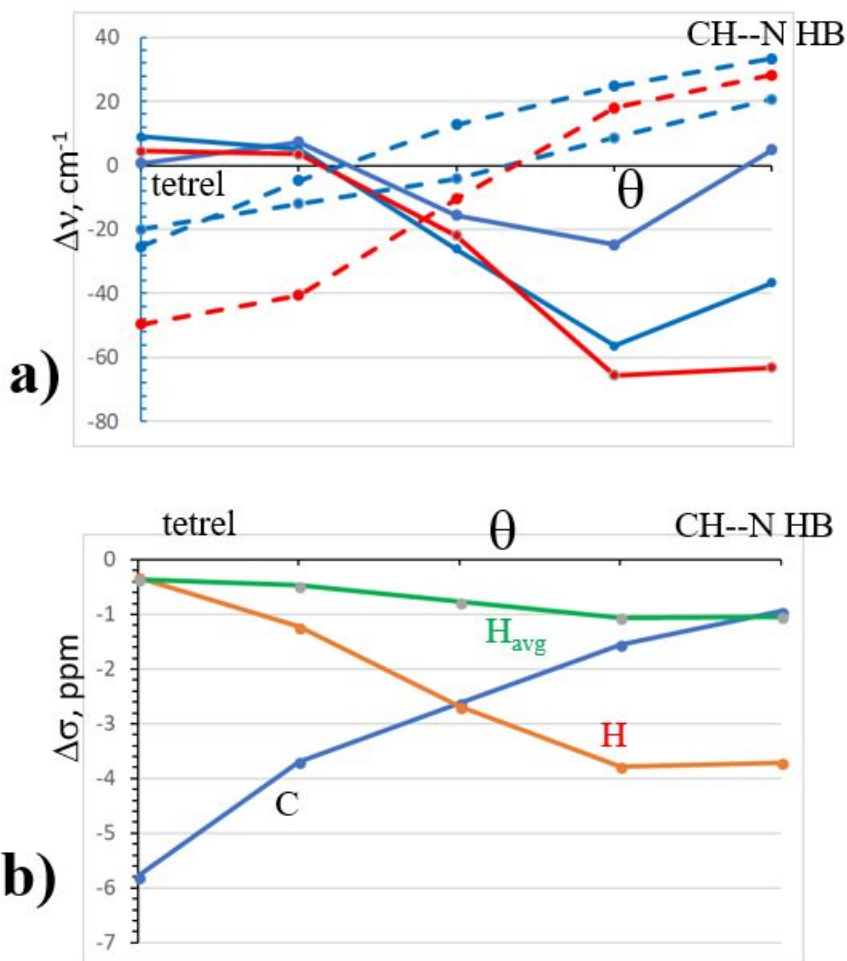 CH--N HB
40
20
0
tetrel
θ
-20
-40
-60
-80
Δν, cm⁻¹
a)
tetrel
θ
CH--N HB
0
-1
Havg
-2
-3
H
-4
C
-5
-6
-7
Δσ, ppm
b)